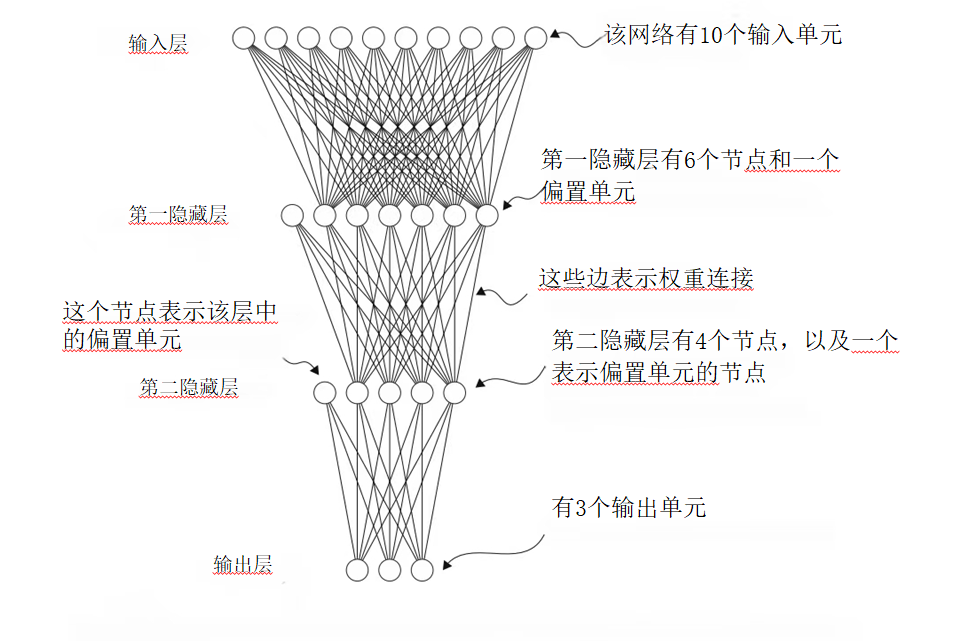 输入层
该网络有10个输入单元
第一隐藏层有6个节点和一个
偏置单元
第一隐藏层
这些边表示权重连接
这个节点表示该层中
的偏置单元
第二隐藏层有4个节点，以及一个
表示偏置单元的节点
第二隐藏层
有3个输出单元
输出层